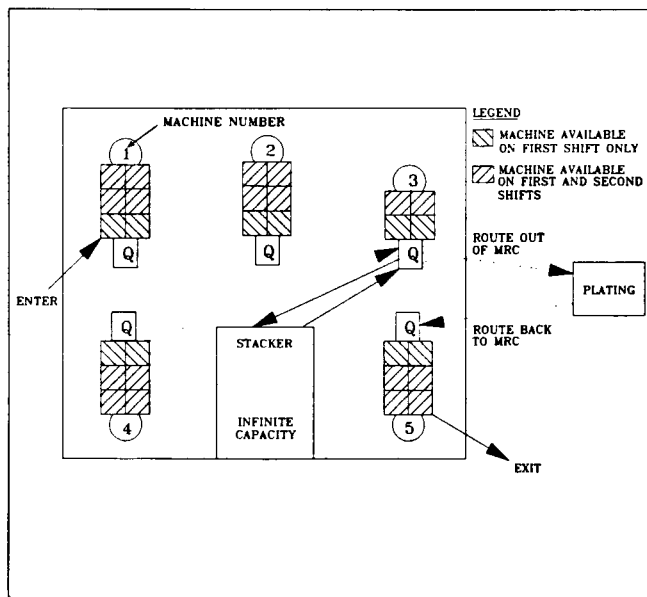 MACHINE NUMBER
1
2
3
Q
Q
Q
ENTER
LEGEND
MACHINE AVAILABLE
ON FIRST SHIFT ONLY
MACHINE AVAILABLE
ON FIRST AND SECOND
SHIFTS
ROUTE OUT
OF MRC
PLATING
Q
STACKER
Q
ROUTE BACK
TO MRC
INFINITE
CAPACITY
4
5
EXIT